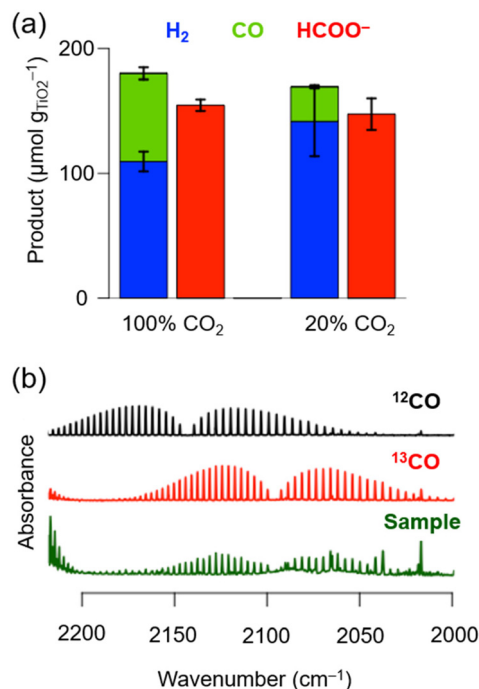 (a)
H₂ CO HCOO⁻
Product (μmol g_TiO2⁻¹)
200
100
0
100% CO₂ 20% CO₂
(b)
¹²CO
¹³CO
Sample
Absorbance
2200 2150 2100 2050 2000
Wavenumber (cm⁻¹)